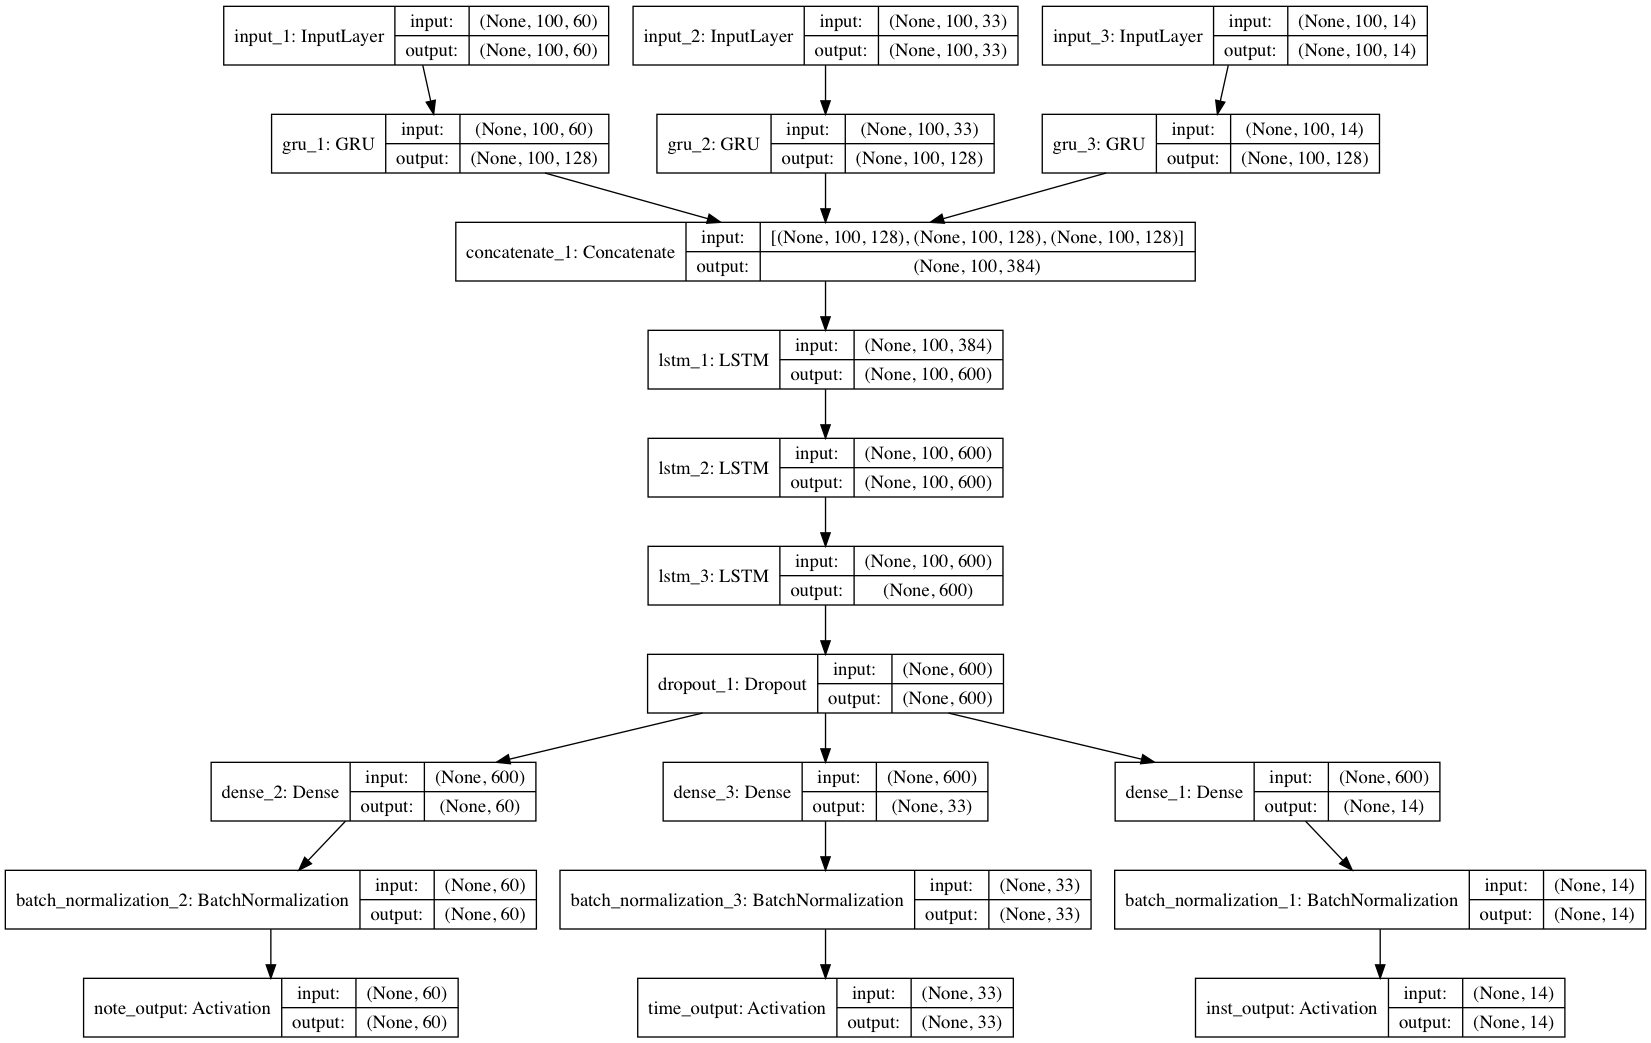 input_1: InputLayer
input: (None, 100, 60)
output: (None, 100, 60)
input_2: InputLayer
input: (None, 100, 33)
output: (None, 100, 33)
input_3: InputLayer
input: (None, 100, 14)
output: (None, 100, 14)
gru_1: GRU
input: (None, 100, 60)
output: (None, 100, 128)
gru_2: GRU
input: (None, 100, 33)
output: (None, 100, 128)
gru_3: GRU
input: (None, 100, 14)
output: (None, 100, 128)
concatenate_1: Concatenate
input: [(None, 100, 128), (None, 100, 128), (None, 100, 128)]
output: (None, 100, 384)
lstm_1: LSTM
input: (None, 100, 384)
output: (None, 100, 600)
lstm_2: LSTM
input: (None, 100, 600)
output: (None, 100, 600)
lstm_3: LSTM
input: (None, 100, 600)
output: (None, 600)
dropout_1: Dropout
input: (None, 600)
output: (None, 600)
dense_2: Dense
input: (None, 600)
output: (None, 60)
dense_3: Dense
input: (None, 600)
output: (None, 33)
dense_1: Dense
input: (None, 600)
output: (None, 14)
batch_normalization_2: BatchNormalization
input: (None, 60)
output: (None, 60)
batch_normalization_3: BatchNormalization
input: (None, 33)
output: (None, 33)
batch_normalization_1: BatchNormalization
input: (None, 14)
output: (None, 14)
note_output: Activation
input: (None, 60)
output: (None, 60)
time_output: Activation
input: (None, 33)
output: (None, 33)
inst_output: Activation
input: (None, 14)
output: (None, 14)